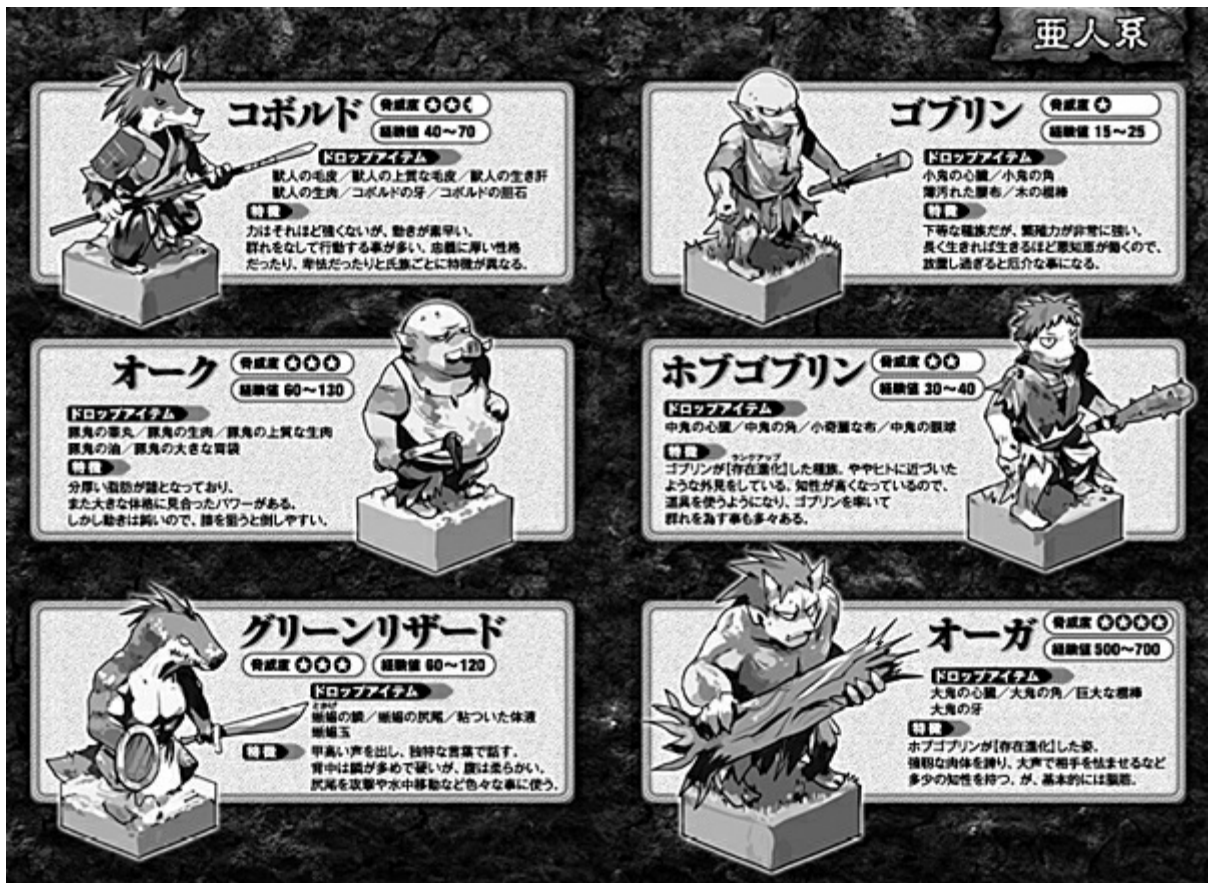 亜人系
コボルド
脅威度 ★★
経験値 40〜70
ドロップアイテム
獣人の毛皮／獣人の上質な毛皮／獣人の生き肝
獣人の生肉／コボルドの牙／コボルドの胆石
特徴
力はそれほど強くないが、動きが素早い。
群れをなして行動する事が多い。忠義に厚い性格
だったり、卑怯だったりと氏族ごとに特徴が異なる。
ゴブリン
脅威度 ★
経験値 15〜25
ドロップアイテム
小鬼の心臓／小鬼の角
薄汚れた腰布／木の棍棒
特徴
下等な種族だが、繁殖力が非常に強い。
長く生きれば生きるほど悪知恵が働くので、
放置し過ぎると厄介な事になる。
オーク
脅威度 ★★★
経験値 60〜130
ドロップアイテム
豚鬼の睾丸／豚鬼の生肉／豚鬼の上質な生肉
豚鬼の油／豚鬼の大きな胃袋
特徴
分厚い脂肪が鎧となっており、
また大きな体格に見合ったパワーがある。
しかし動きは鈍いので、膝を狙うと倒しやすい。
ホブゴブリン
脅威度 ★★
経験値 30〜40
ドロップアイテム
中鬼の心臓／中鬼の角／小奇麗な布／中鬼の眼球
特徴
ランクアップ
ゴブリンが[存在進化]した種族。ややヒトに近づいた
ような外見をしている。知性が高くなっているので、
道具を使うようになり、ゴブリンを率いて
群れを為す事も多々ある。
グリーンリザード
脅威度 ★★★
経験値 60〜120
ドロップアイテム
とかげ
蜥蜴の鱗／蜥蜴の尻尾／粘ついた体液
蜥蜴玉
特徴
甲高い声を出し、独特な言葉で話す。
背中は鱗が多めで硬いが、腹は柔らかい。
尻尾を攻撃や水中移動など色々な事に使う。
オーガ
脅威度 ★★★★
経験値 500〜700
ドロップアイテム
大鬼の心臓／大鬼の角／巨大な棍棒
大鬼の牙
特徴
ホブゴブリンが[存在進化]した姿。
強靭な肉体を誇り、大声で相手を怯ませるなど
多少の知性を持つ。が、基本的には脳筋。